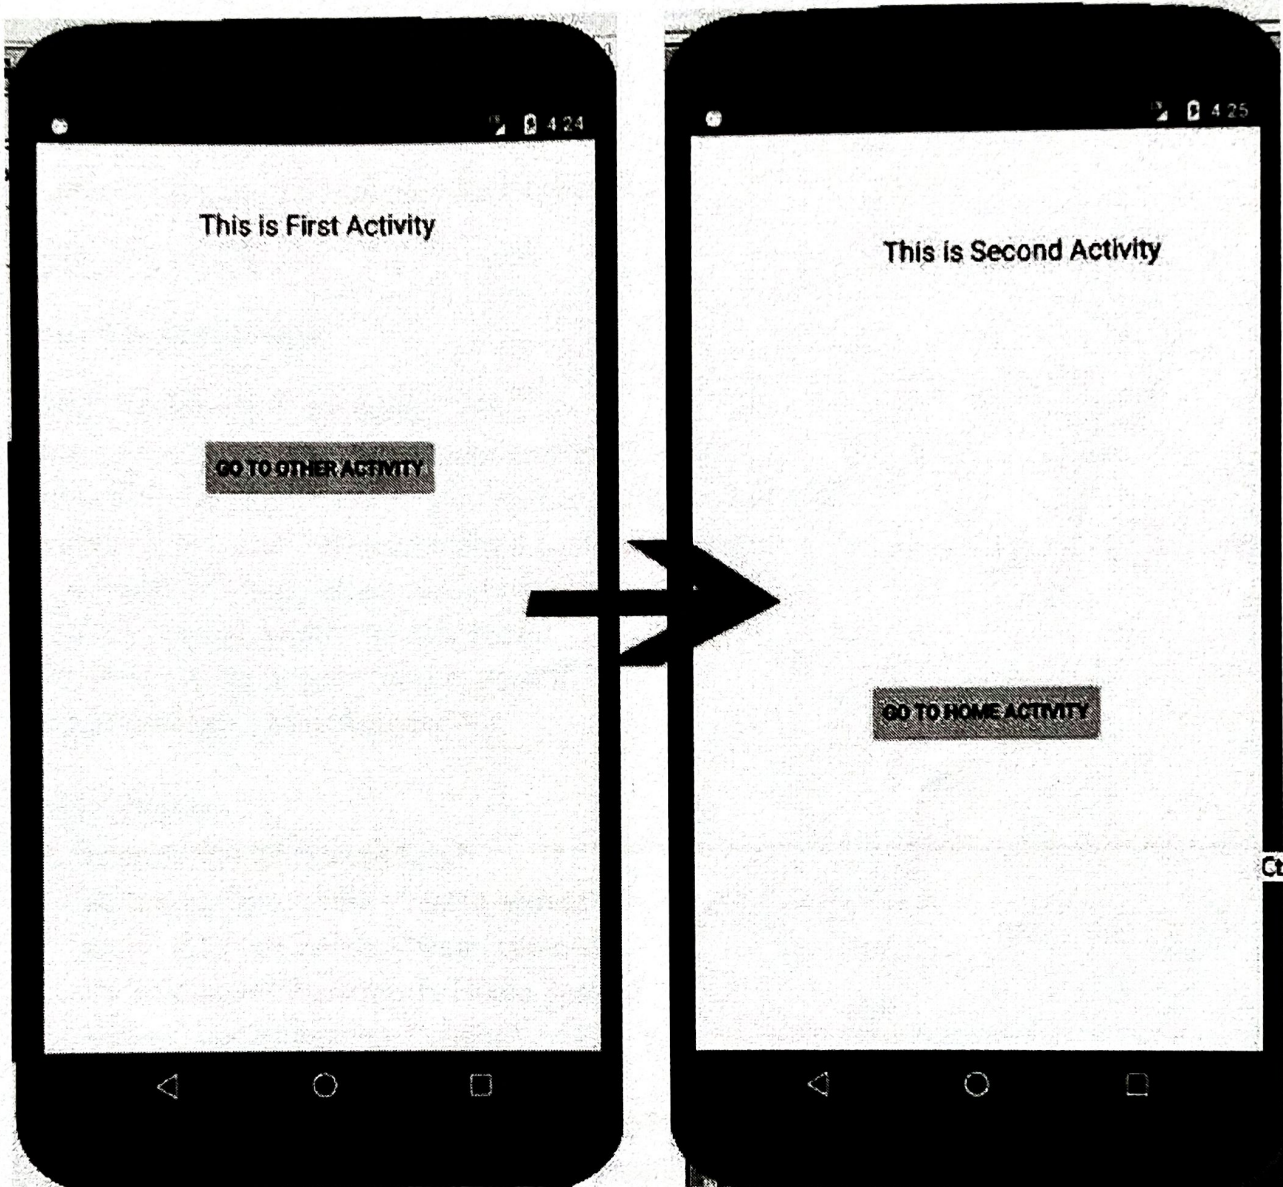 4:24
This is First Activity
GO TO OTHER ACTIVITY
4:25
This is Second Activity
GO TO HOME ACTIVITY
Ct